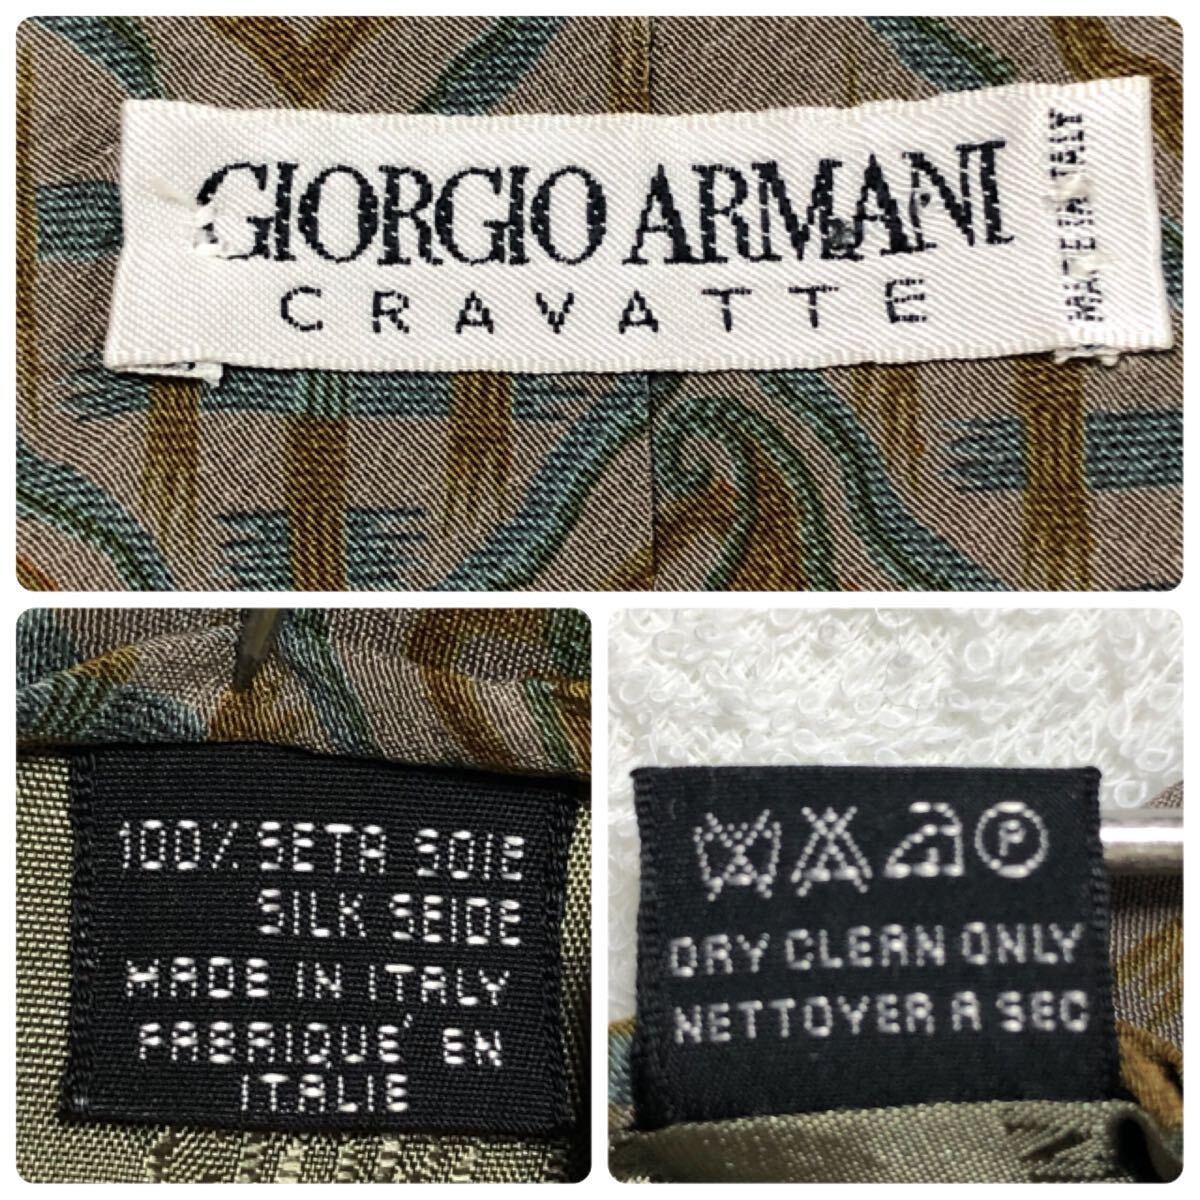 GIORGIO ARMANI
CRAVATTE
MADE IN ITALY
100% SETA SOIE
SILK SEIDE
MADE IN ITALY
FABRIQUE' EN
ITALIE
P
DRY CLEAN ONLY
NETTOYER A SEC